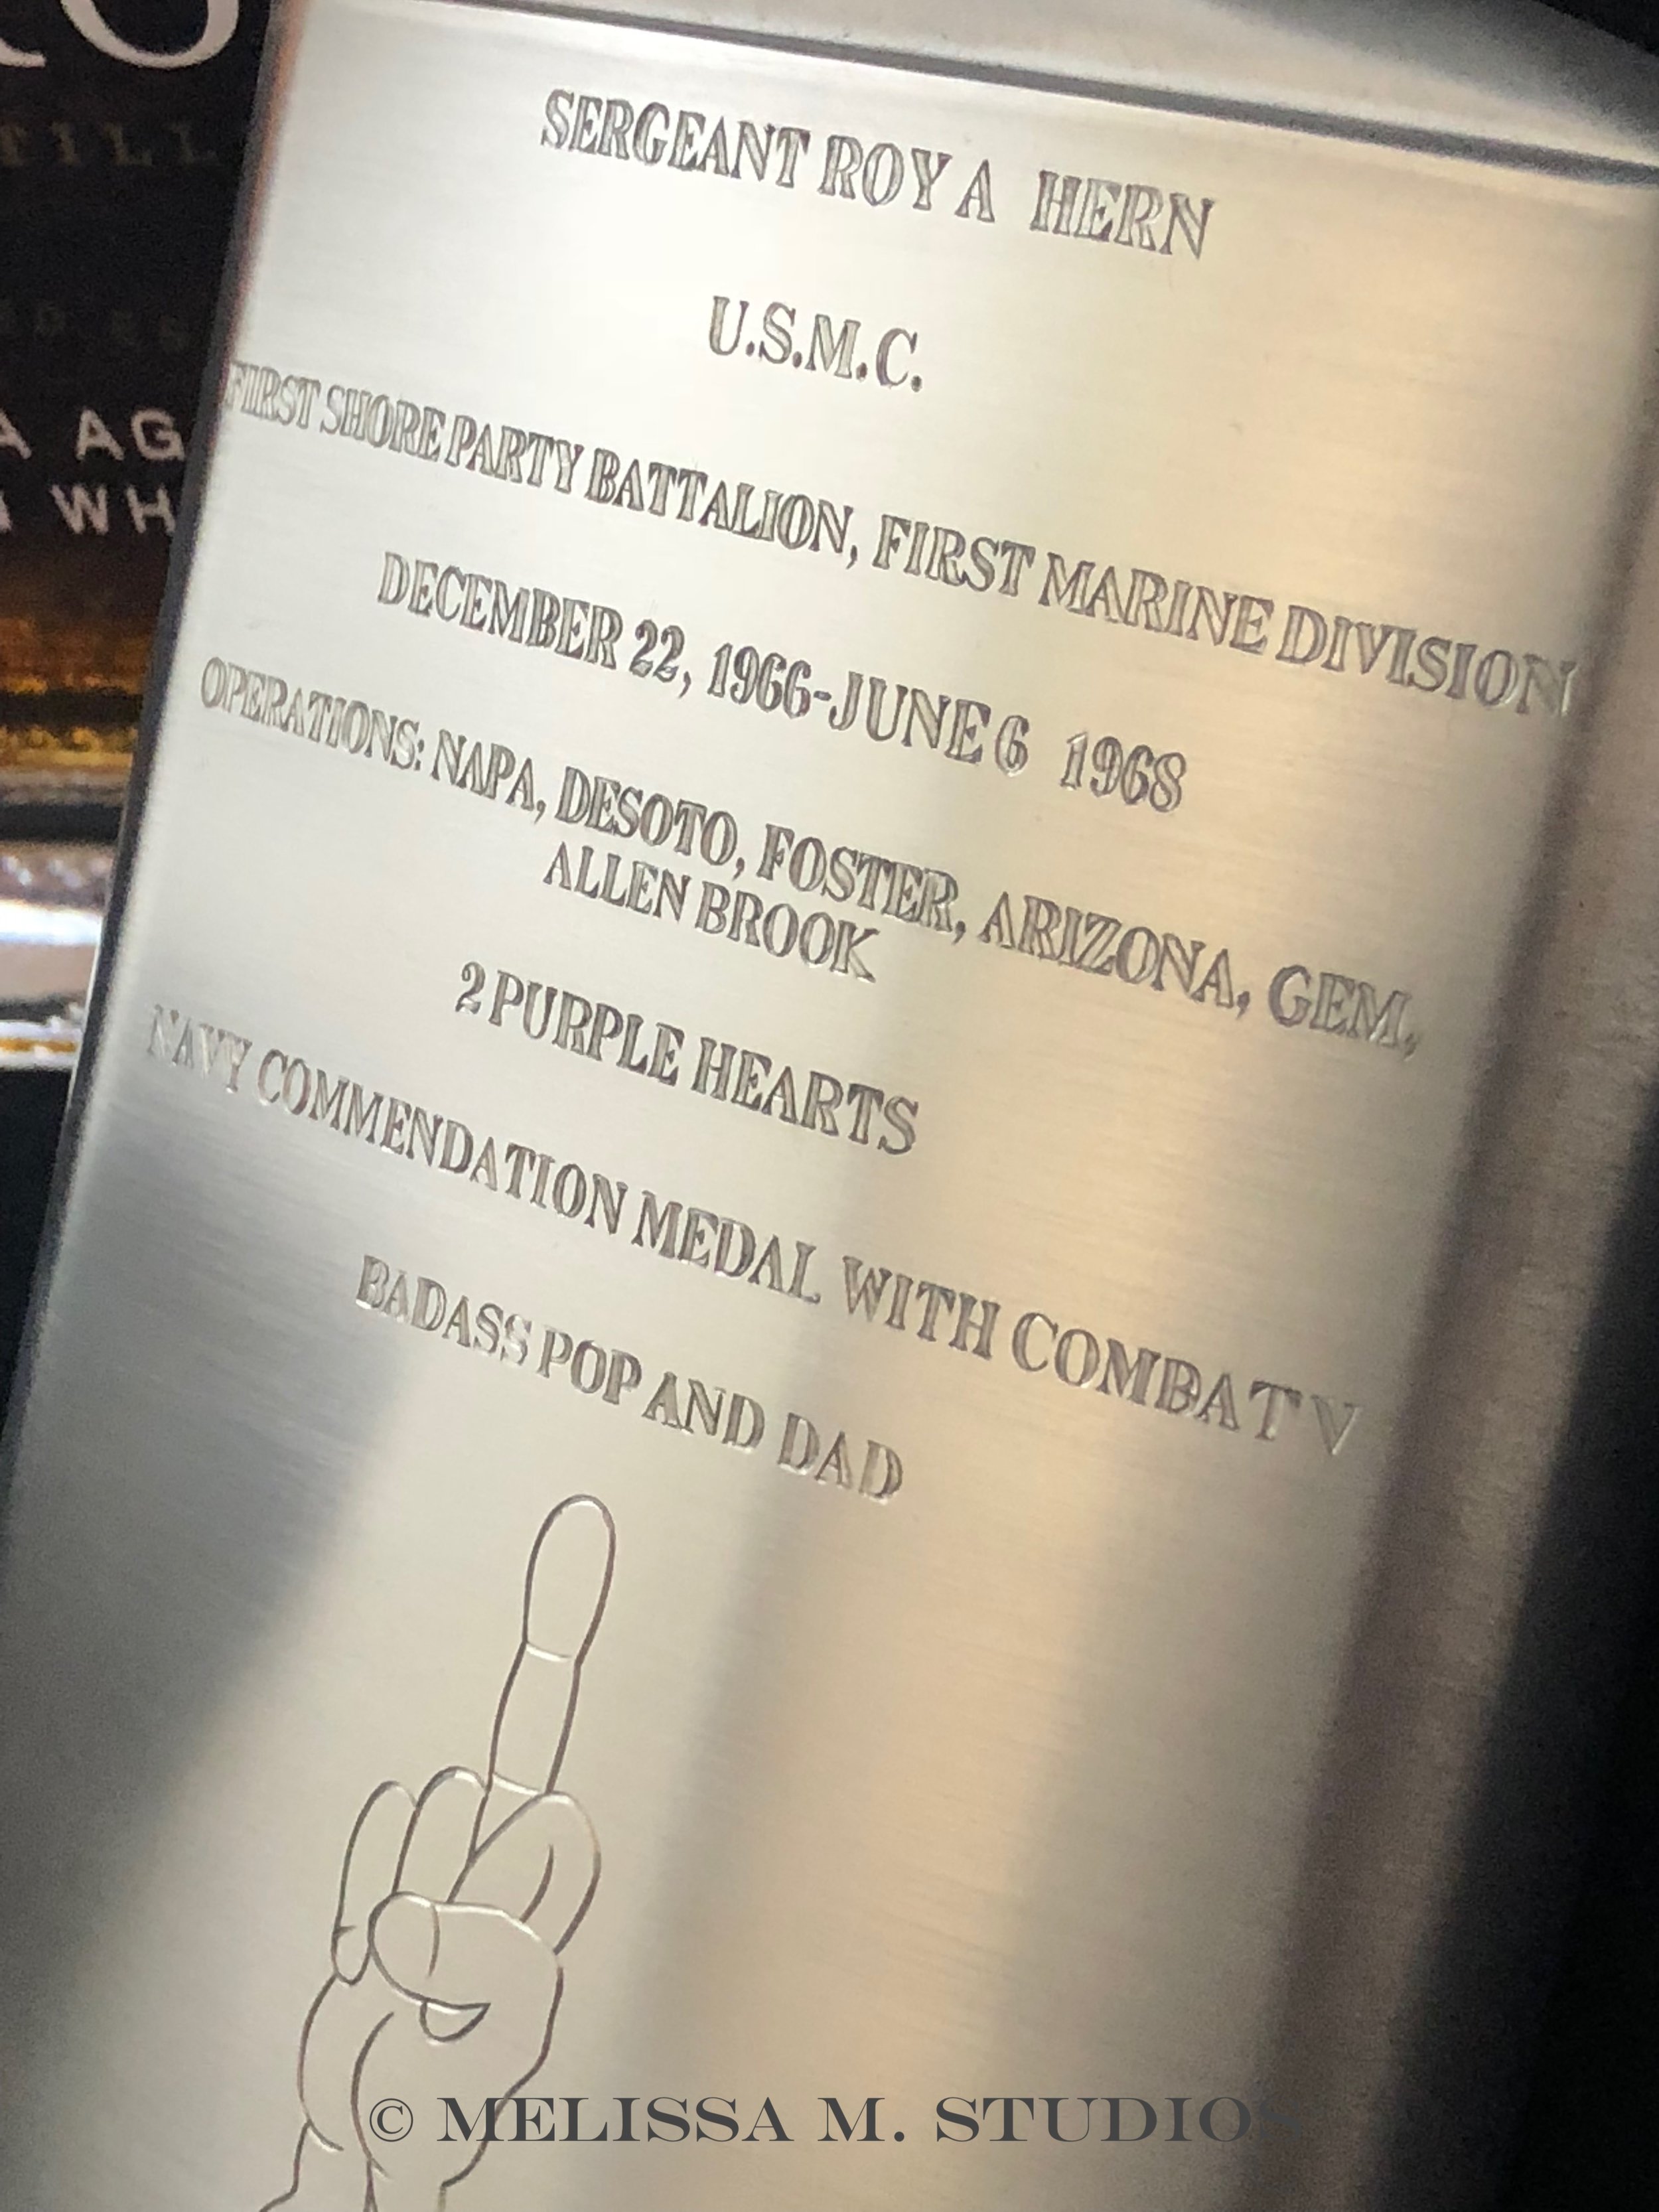 SERGEANT ROY A HERN
U.S.M.C.
FIRST SHORE PARTY BATTALION, FIRST MARINE DIVISION
DECEMBER 22, 1966-JUNE 6 1968
OPERATIONS: NAPA, DESOTO, FOSTER, ARIZONA, GEM,
ALLEN BROOK
2 PURPLE HEARTS
NAVY COMMENDATION MEDAL WITH COMBAT V
BADASS POP AND DAD
© MELISSA M. STUDIOS